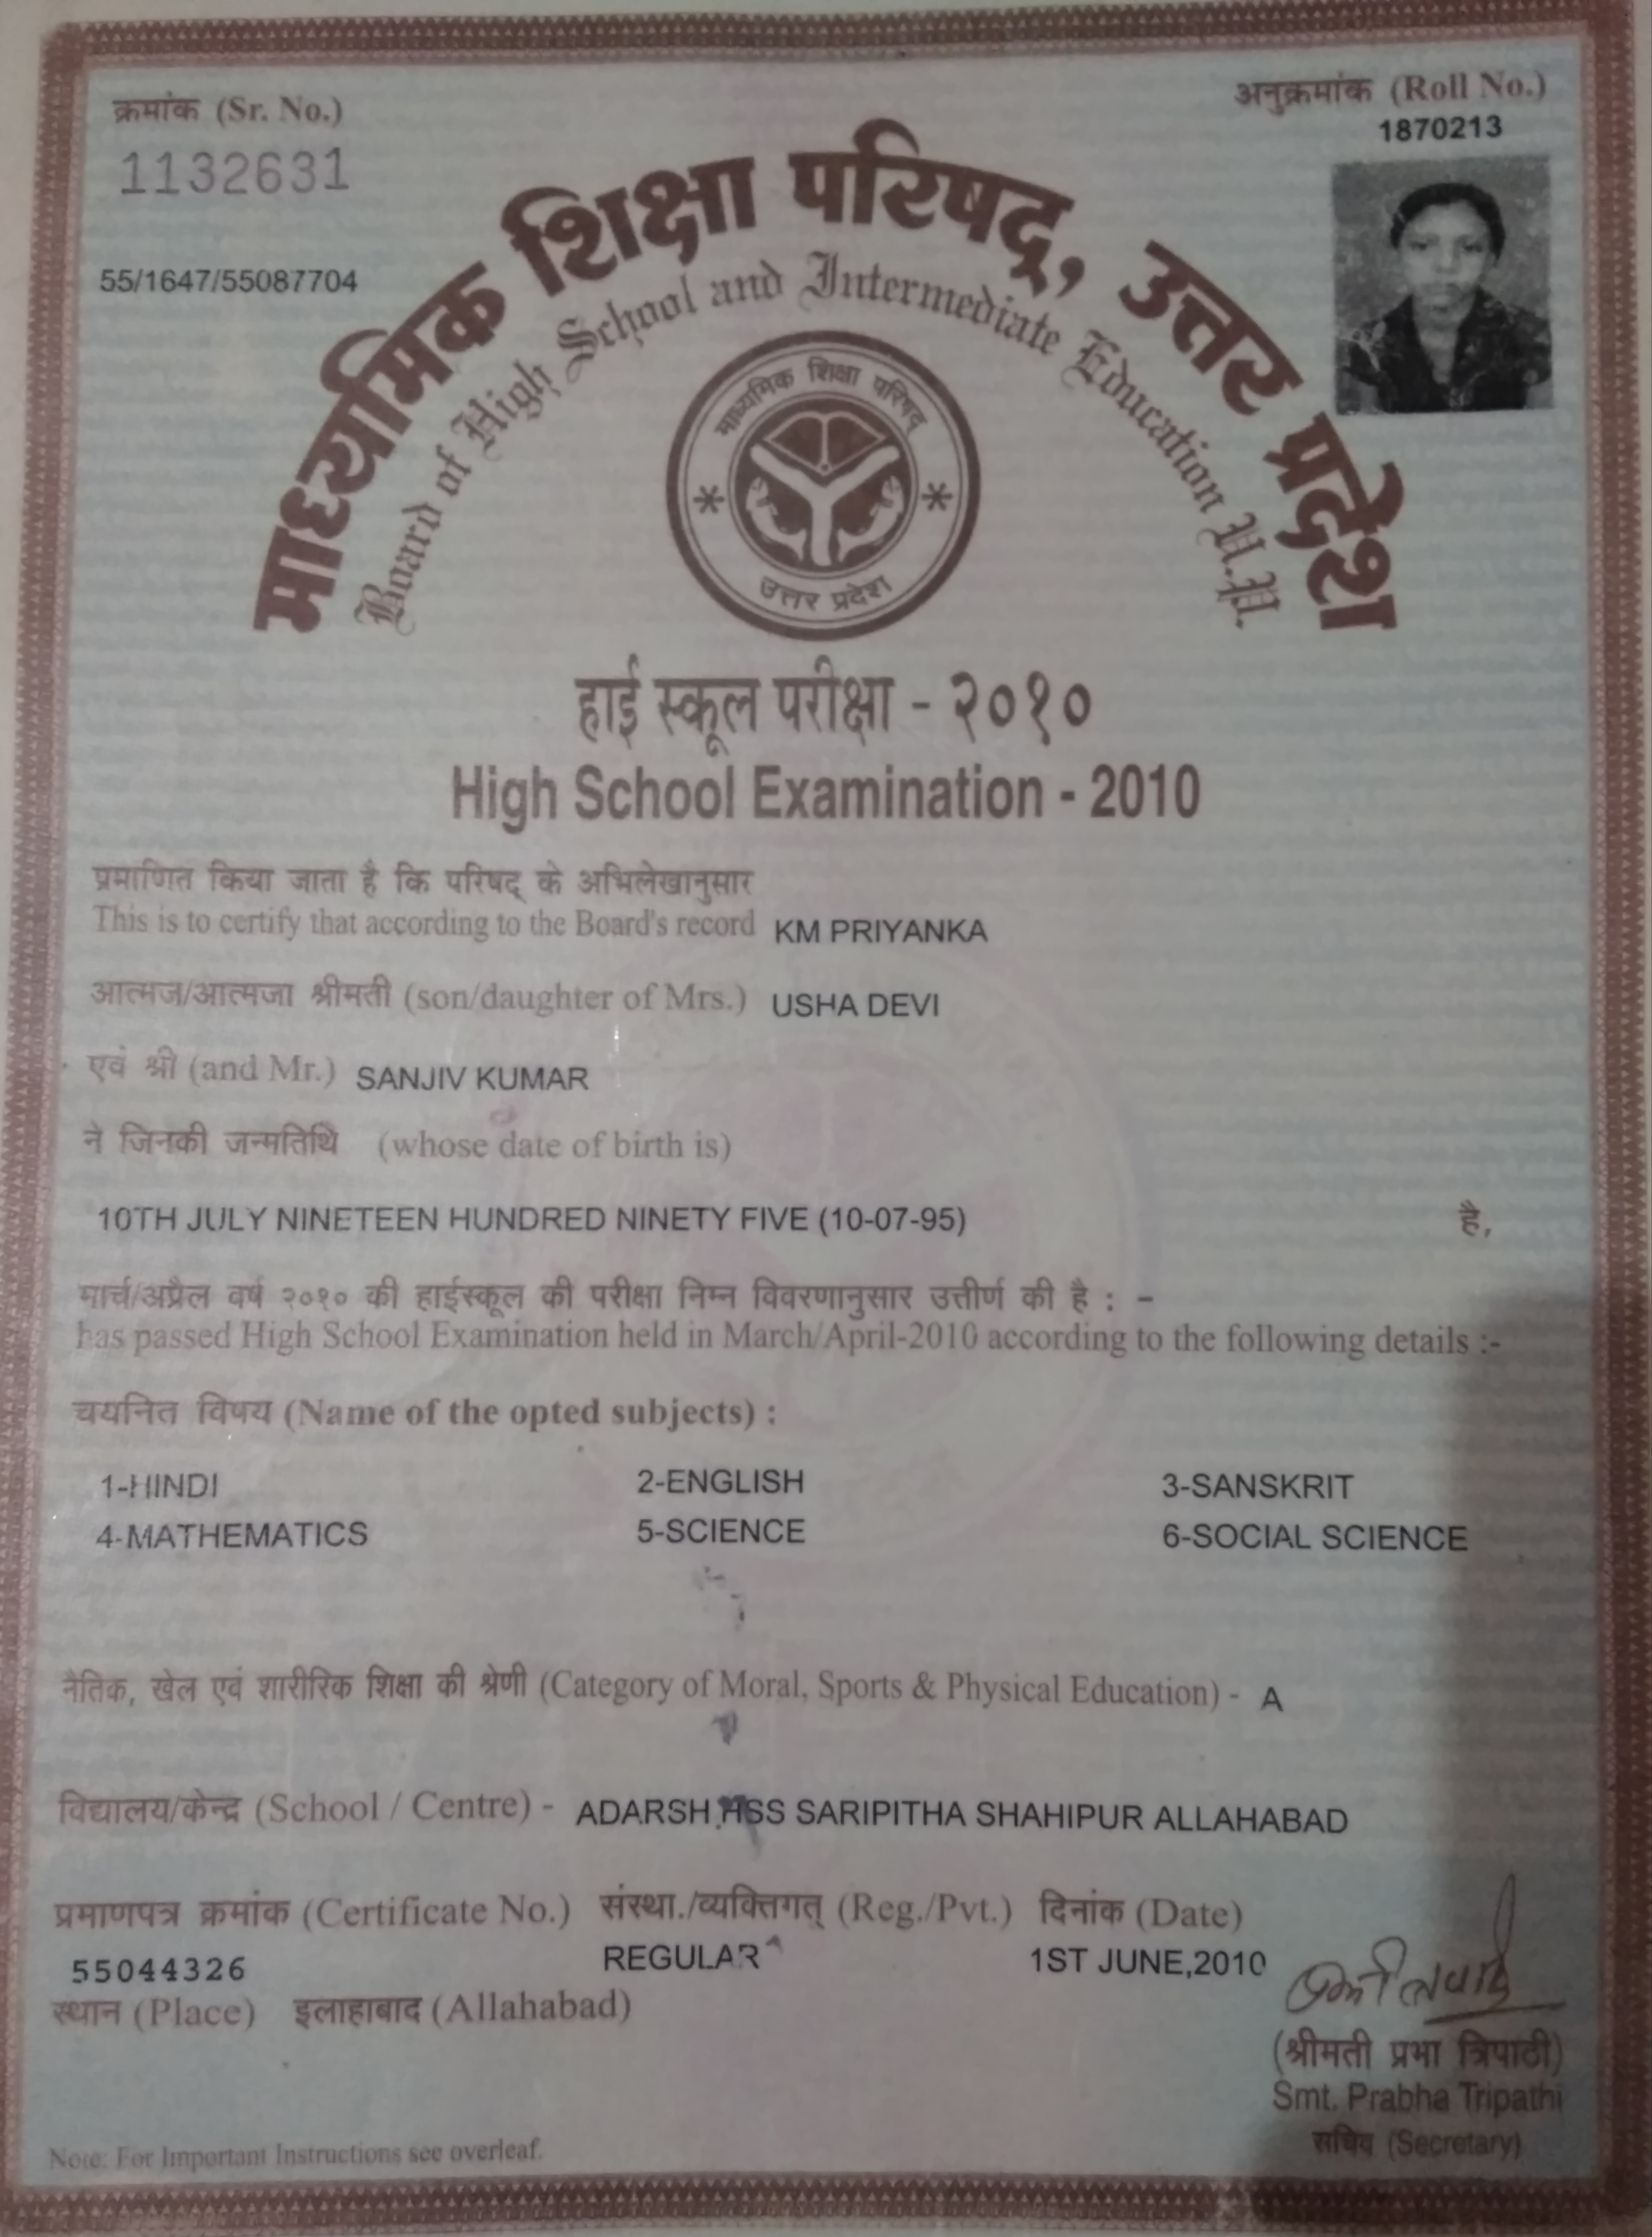 क्रमांक (Sr. No.)
1132631
55/1647/55087704
अनुक्रमांक (Roll No.)
1870213
माध्यमिक शिक्षा परिषद्, उत्तर प्रदेश
Board of High School and Intermediate Education U.P.
माध्यमिक शिक्षा परिषद्
उत्तर प्रदेश
हाई स्कूल परीक्षा - २०१०
High School Examination - 2010
प्रमाणित किया जाता है कि परिषद् के अभिलेखानुसार
This is to certify that according to the Board's record KM PRIYANKA
आत्मज/आत्मजा श्रीमती (son/daughter of Mrs.) USHA DEVI
एवं श्री (and Mr.) SANJIV KUMAR
ने जिनकी जन्मतिथि (whose date of birth is)
10TH JULY NINETEEN HUNDRED NINETY FIVE (10-07-95) है,
मार्च/अप्रैल वर्ष २०१० की हाईस्कूल की परीक्षा निम्न विवरणानुसार उत्तीर्ण की है : -
has passed High School Examination held in March/April-2010 according to the following details :-
चयनित विषय (Name of the opted subjects) :
1-HINDI 2-ENGLISH 3-SANSKRIT
4-MATHEMATICS 5-SCIENCE 6-SOCIAL SCIENCE
नैतिक, खेल एवं शारीरिक शिक्षा की श्रेणी (Category of Moral, Sports & Physical Education) - A
विद्यालय/केन्द्र (School / Centre) - ADARSH HSS SARIPITHA SHAHIPUR ALLAHABAD
प्रमाणपत्र क्रमांक (Certificate No.) संस्था./व्यक्तिगत् (Reg./Pvt.) दिनांक (Date)
55044326 REGULAR 1ST JUNE,2010
स्थान (Place) इलाहाबाद (Allahabad)
(श्रीमती प्रभा त्रिपाठी)
Smt. Prabha Tripathi
सचिव (Secretary)
Note: For Important Instructions see overleaf.